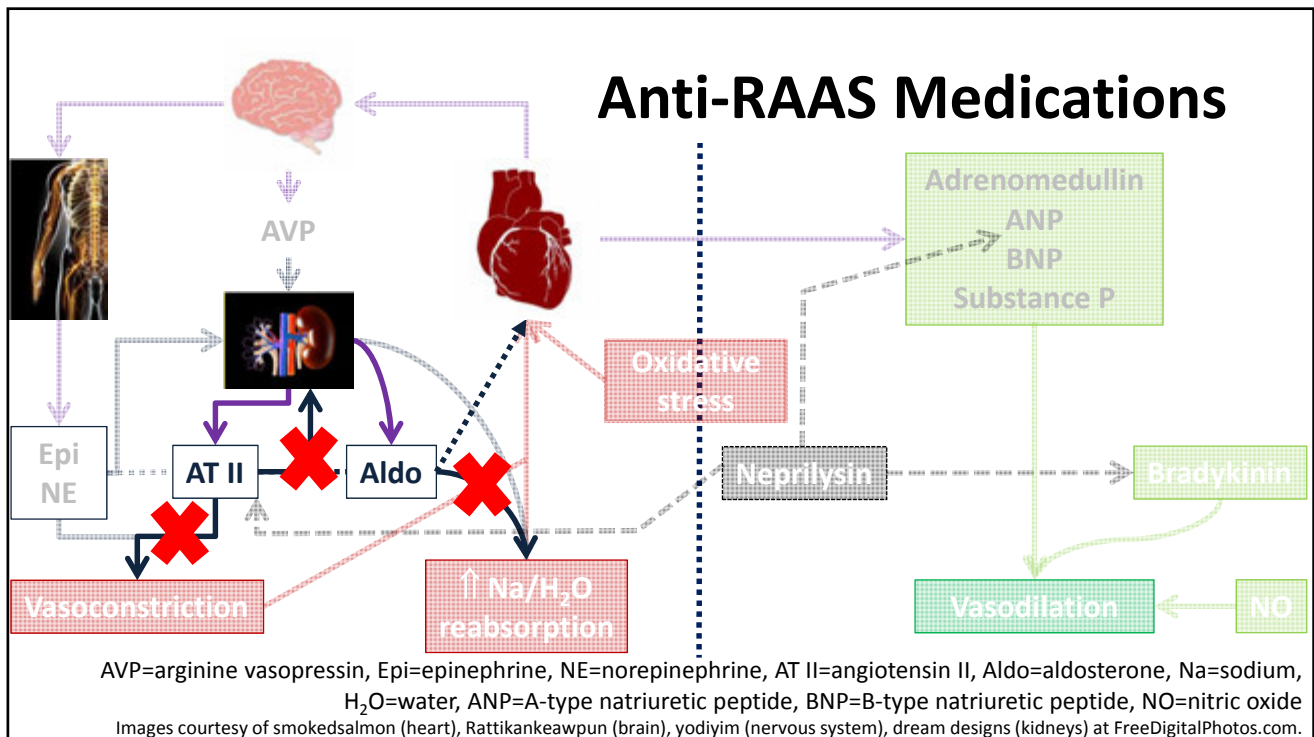 Anti-RAAS Medications
AVP
Adrenomedullin
ANP
BNP
Substance P
Oxidative
stress
Epi
NE
AT II
Aldo
Neprilysin
Bradykinin
Vasoconstriction
⇑ Na/H₂O
reabsorption
Vasodilation
NO
AVP=arginine vasopressin, Epi=epinephrine, NE=norepinephrine, AT II=angiotensin II, Aldo=aldosterone, Na=sodium,
H₂O=water, ANP=A-type natriuretic peptide, BNP=B-type natriuretic peptide, NO=nitric oxide
Images courtesy of smokedsalmon (heart), Rattikankeawpun (brain), yodiyim (nervous system), dream designs (kidneys) at FreeDigitalPhotos.com.